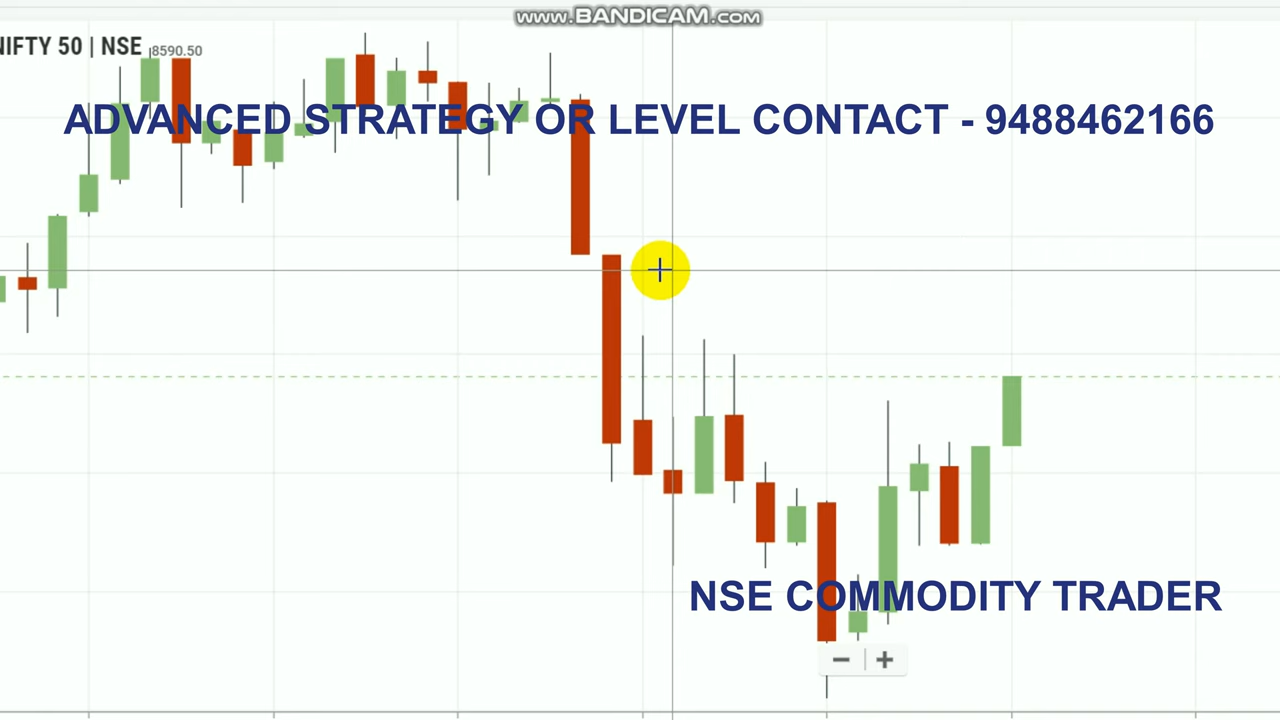 www.BANDICAM.com
NIFTY 50 | NSE 8590.50
ADVANCED STRATEGY OR LEVEL CONTACT - 9488462166
NSE COMMODITY TRADER